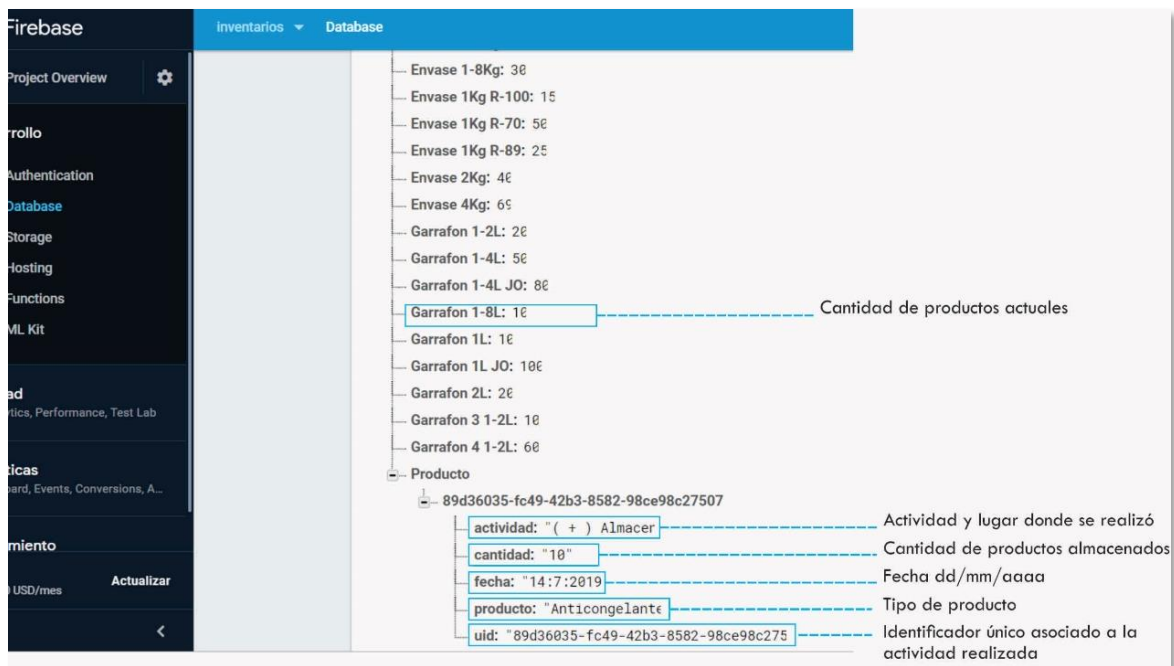 Firebase
inventarios Database
Project Overview
rrollo
Authentication
Database
Storage
Hosting
Functions
ML Kit
ad
ytics, Performance, Test Lab
ticas
oard, Events, Conversions, A...
miento
0 USD/mes Actualizar
Envase 1-8Kg: 30
Envase 1Kg R-100: 15
Envase 1Kg R-70: 50
Envase 1Kg R-89: 25
Envase 2Kg: 40
Envase 4Kg: 69
Garrafon 1-2L: 20
Garrafon 1-4L: 50
Garrafon 1-4L JO: 80
Garrafon 1-8L: 10 Cantidad de productos actuales
Garrafon 1L: 10
Garrafon 1L JO: 100
Garrafon 2L: 20
Garrafon 3 1-2L: 10
Garrafon 4 1-2L: 60
Producto
89d36035-fc49-42b3-8582-98ce98c27507
actividad: "( + ) Almacer Actividad y lugar donde se realizó
cantidad: "10" Cantidad de productos almacenados
fecha: "14:7:2019 Fecha dd/mm/aaaa
producto: "Anticongelante Tipo de producto
uid: "89d36035-fc49-42b3-8582-98ce98c275 Identificador único asociado a la
actividad realizada